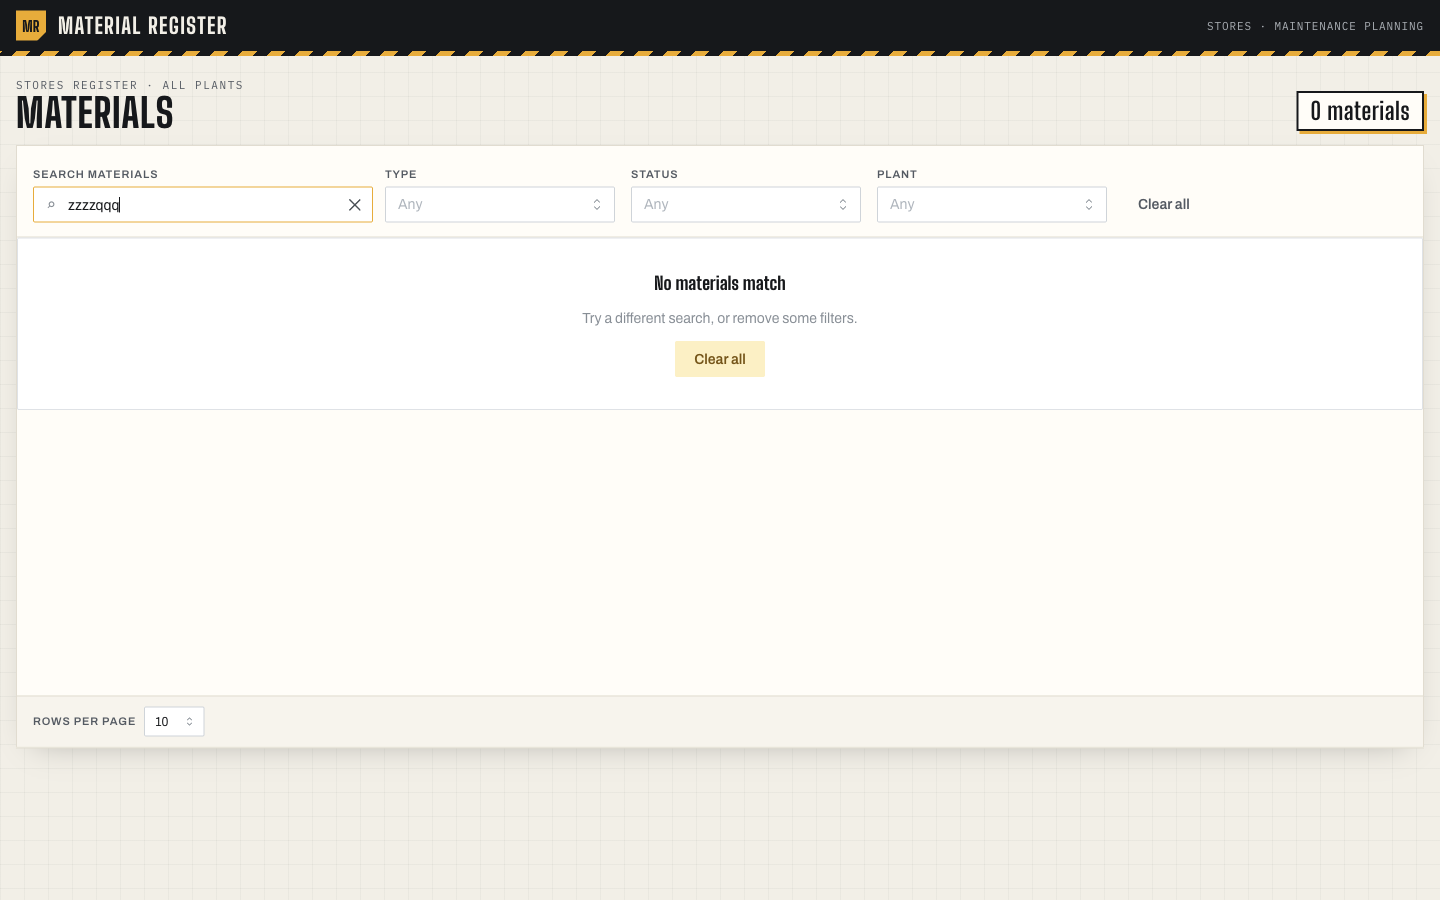 MR MATERIAL REGISTER
STORES · MAINTENANCE PLANNING
STORES REGISTER · ALL PLANTS
MATERIALS
0 materials
SEARCH MATERIALS
TYPE
STATUS
PLANT
zzzzqqq
Any
Any
Any
Clear all
No materials match
Try a different search, or remove some filters.
Clear all
ROWS PER PAGE
10